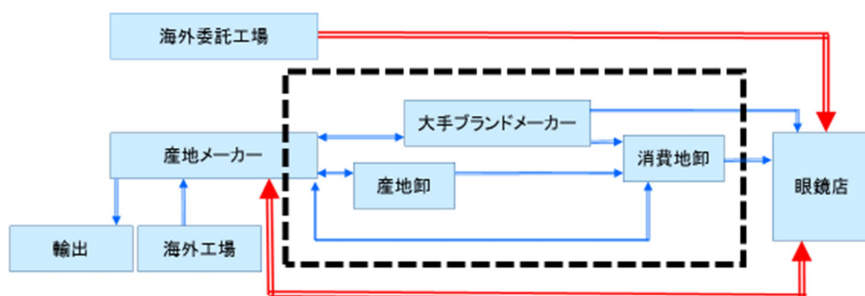 海外委託工場
大手ブランドメーカー
産地メーカー
消費地卸
産地卸
眼鏡店
輸出
海外工場